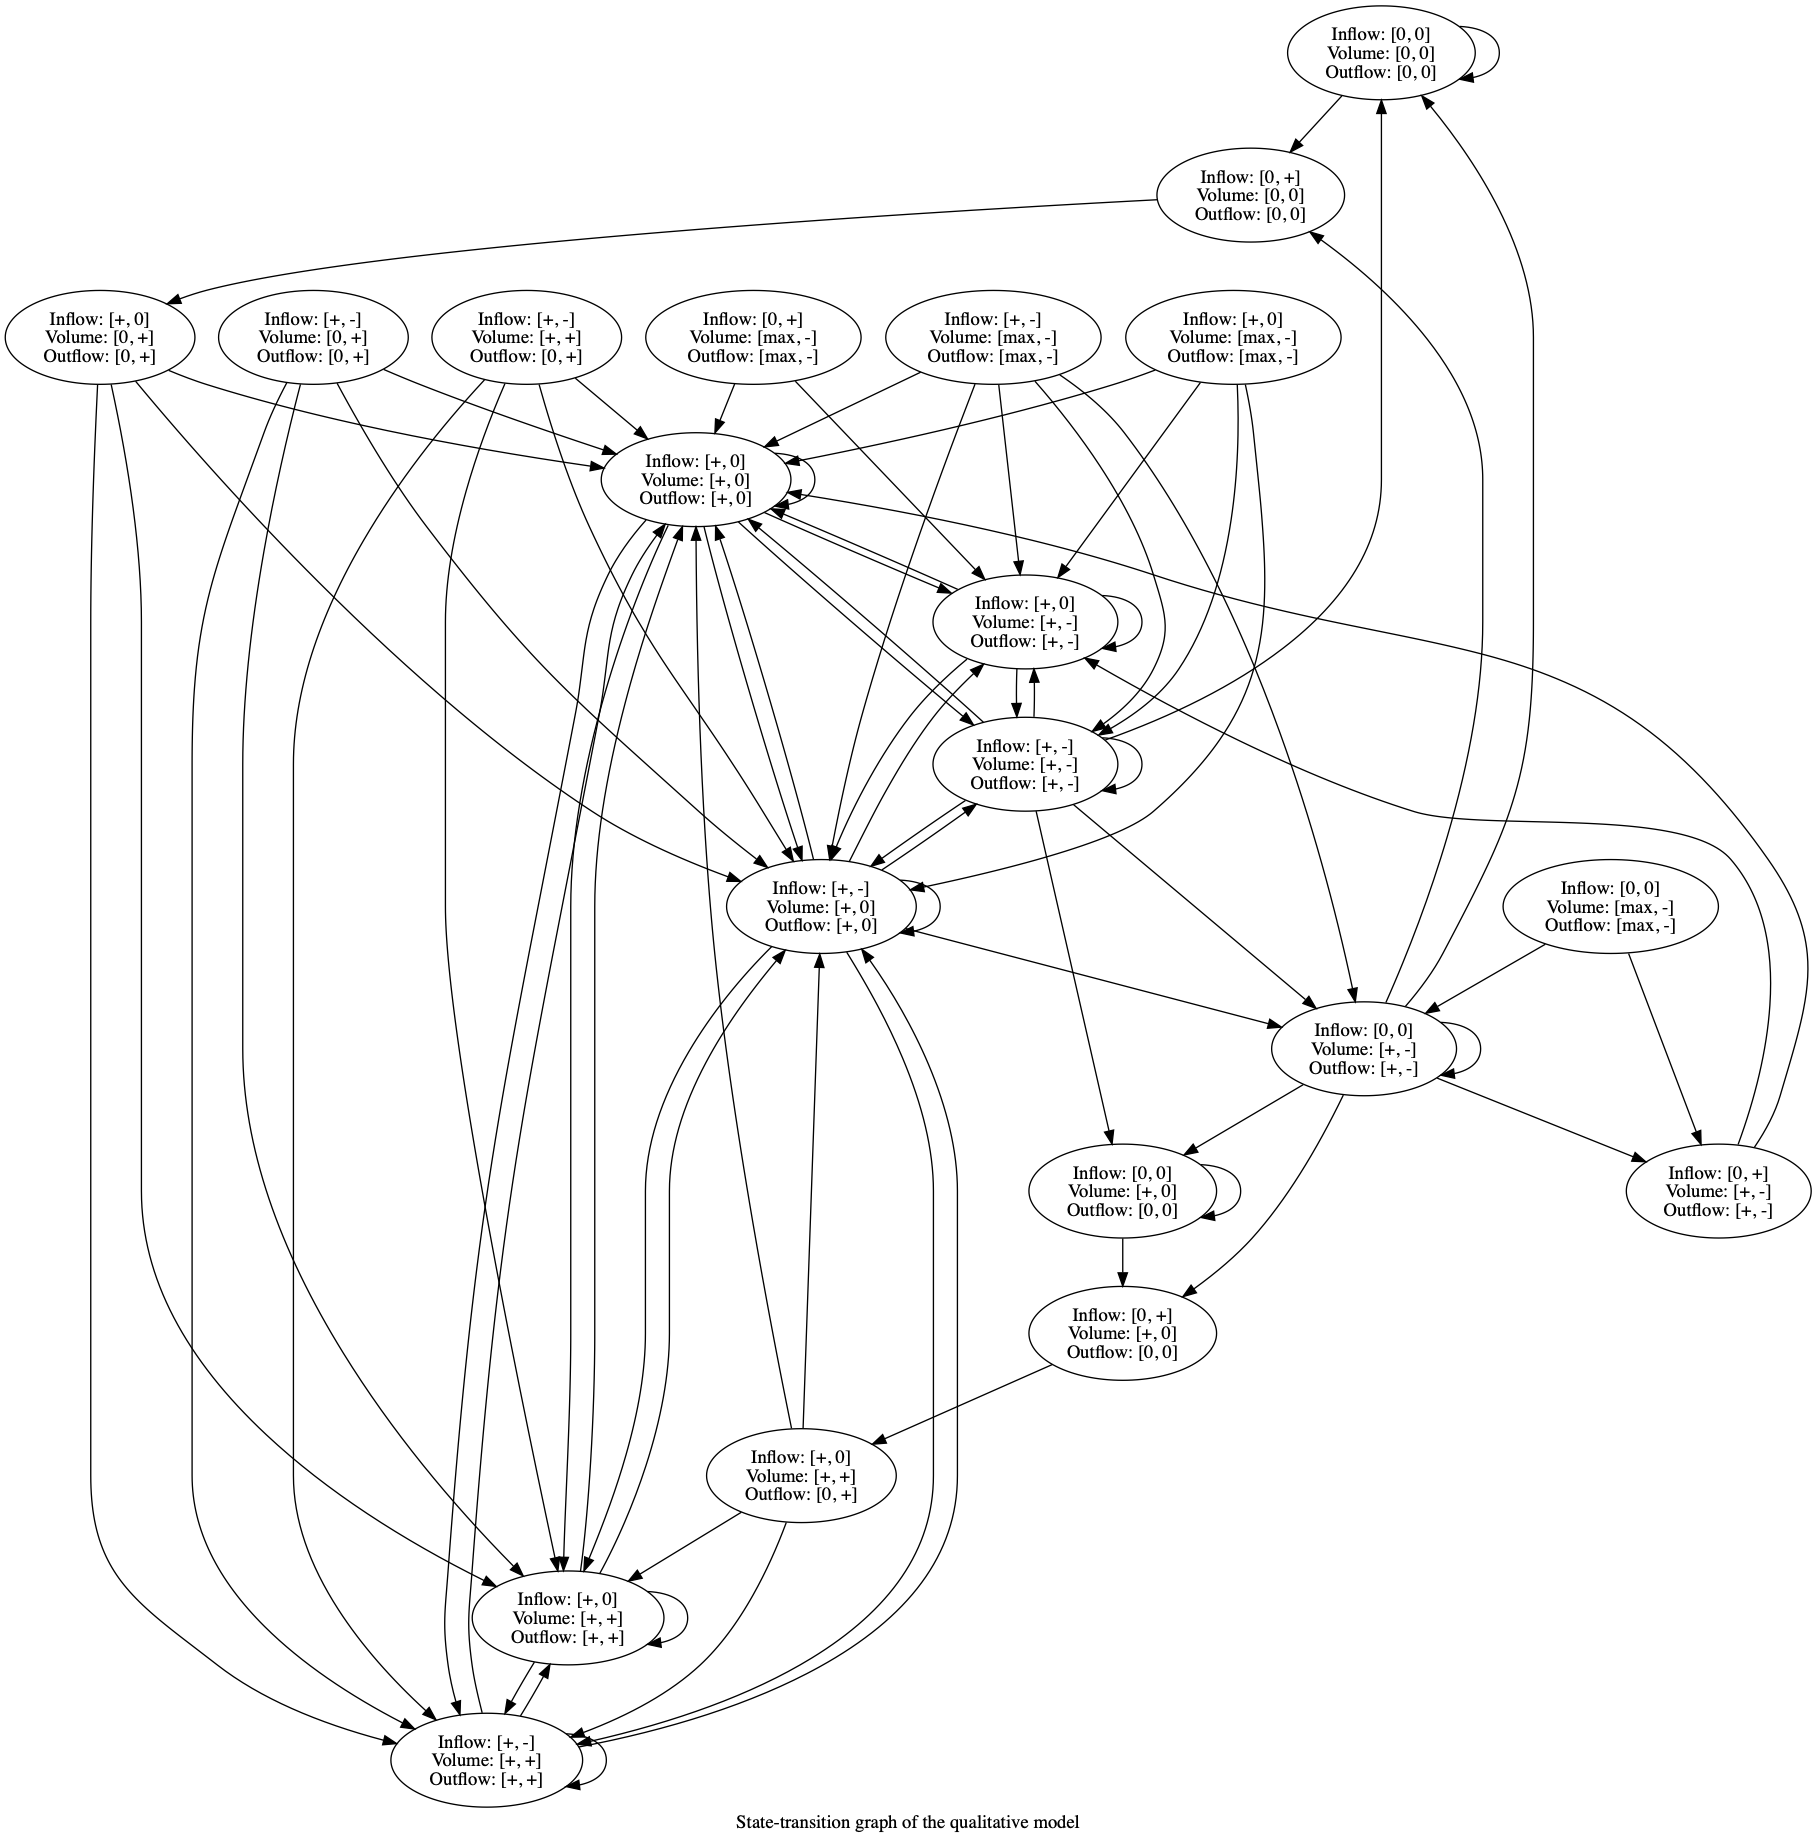 Inflow: [0, 0]
Volume: [0, 0]
Outflow: [0, 0]
Inflow: [0, +]
Volume: [0, 0]
Outflow: [0, 0]
Inflow: [+, 0]
Volume: [0, +]
Outflow: [0, +]
Inflow: [+, -]
Volume: [0, +]
Outflow: [0, +]
Inflow: [+, -]
Volume: [+, +]
Outflow: [0, +]
Inflow: [0, +]
Volume: [max, -]
Outflow: [max, -]
Inflow: [+, -]
Volume: [max, -]
Outflow: [max, -]
Inflow: [+, 0]
Volume: [max, -]
Outflow: [max, -]
Inflow: [+, 0]
Volume: [+, 0]
Outflow: [+, 0]
Inflow: [+, 0]
Volume: [+, -]
Outflow: [+, -]
Inflow: [+, -]
Volume: [+, -]
Outflow: [+, -]
Inflow: [+, -]
Volume: [+, 0]
Outflow: [+, 0]
Inflow: [0, 0]
Volume: [max, -]
Outflow: [max, -]
Inflow: [0, 0]
Volume: [+, -]
Outflow: [+, -]
Inflow: [0, 0]
Volume: [+, 0]
Outflow: [0, 0]
Inflow: [0, +]
Volume: [+, -]
Outflow: [+, -]
Inflow: [0, +]
Volume: [+, 0]
Outflow: [0, 0]
Inflow: [+, 0]
Volume: [+, +]
Outflow: [0, +]
Inflow: [+, 0]
Volume: [+, +]
Outflow: [+, +]
Inflow: [+, -]
Volume: [+, +]
Outflow: [+, +]
State-transition graph of the qualitative model